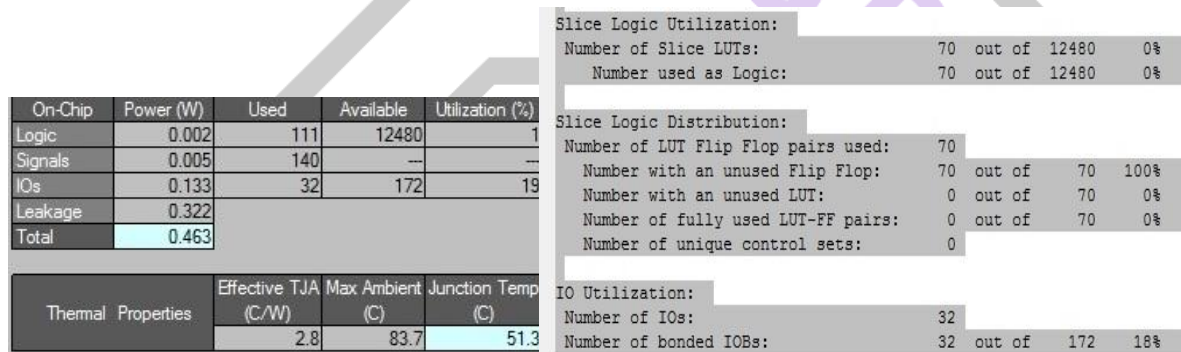 On-Chip Power (W) Used Available Utilization (%)
Logic 0.002 111 12480 1
Signals 0.005 140 --- ---
IOs 0.133 32 172 19
Leakage 0.322
Total 0.463
Effective TJA Max Ambient Junction Temp
Thermal Properties (C/W) (C) (C)
2.8 83.7 51.3
Slice Logic Utilization:
Number of Slice LUTs: 70 out of 12480 0%
Number used as Logic: 70 out of 12480 0%
Slice Logic Distribution:
Number of LUT Flip Flop pairs used: 70
Number with an unused Flip Flop: 70 out of 70 100%
Number with an unused LUT: 0 out of 70 0%
Number of fully used LUT-FF pairs: 0 out of 70 0%
Number of unique control sets: 0
IO Utilization:
Number of IOs: 32
Number of bonded IOBs: 32 out of 172 18%